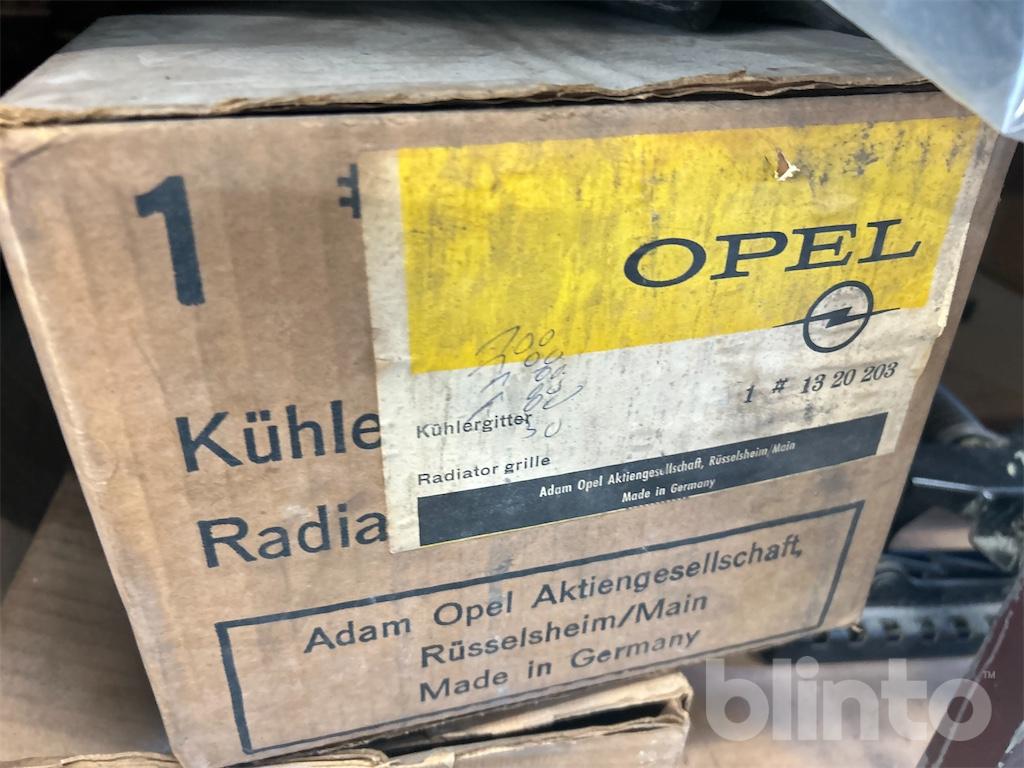 1 #
OPEL
1 # 13 20 203
Kühlergitter
Radiator grille
Adam Opel Aktiengesellschaft, Rüsselsheim/Main
Made in Germany
Kühle
Radia
Adam Opel Aktiengesellschaft,
Rüsselsheim/Main
Made in Germany
blinto™